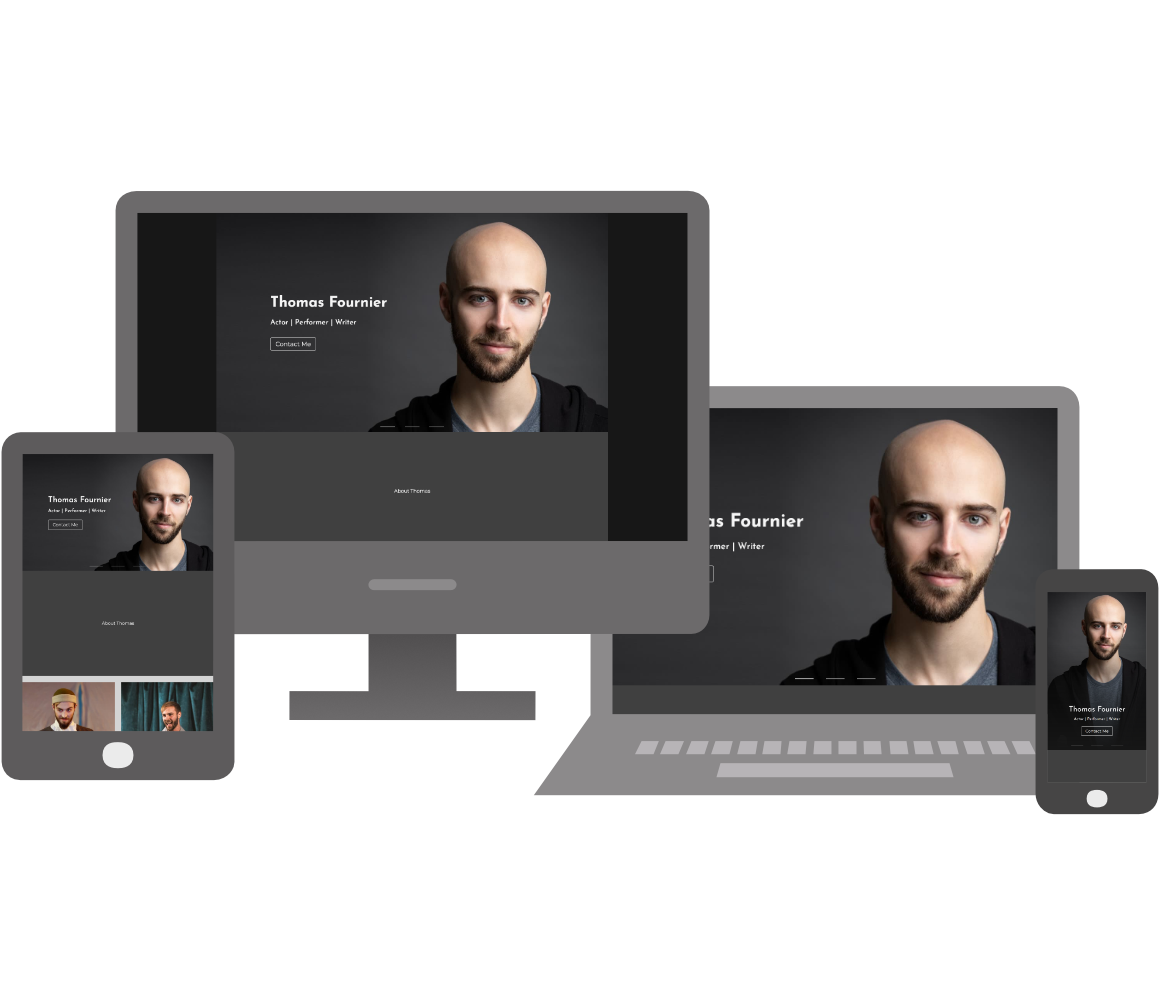 Thomas Fournier
Actor | Performer | Writer
Contact Me
About Thomas
Thomas Fournier
Actor | Performer | Writer
Contact Me
About Thomas
as Fournier
rmer | Writer
Thomas Fournier
Actor | Performer | Writer
Contact Me